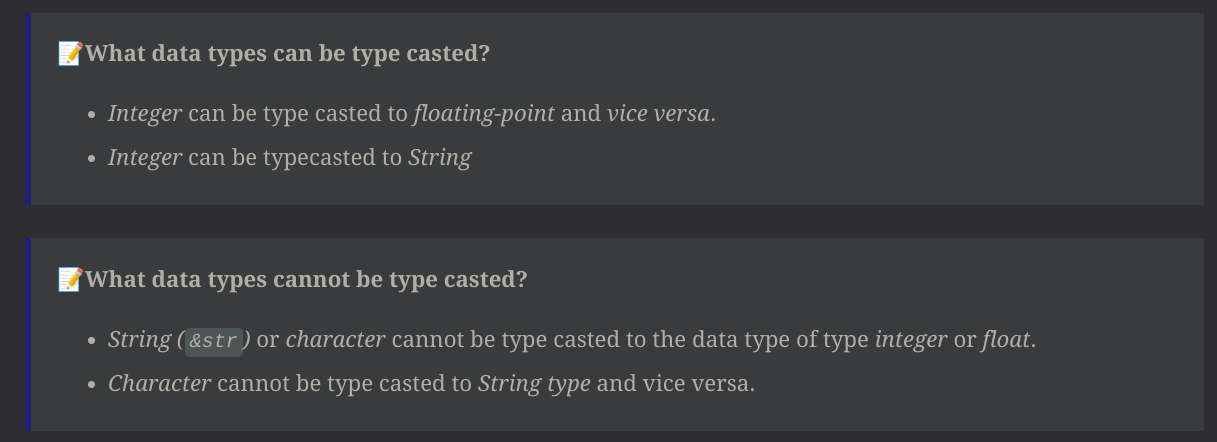 📝What data types can be type casted?
• Integer can be type casted to floating-point and vice versa.
• Integer can be typecasted to String
📝What data types cannot be type casted?
• String (&str) or character cannot be type casted to the data type of type integer or float.
• Character cannot be type casted to String type and vice versa.